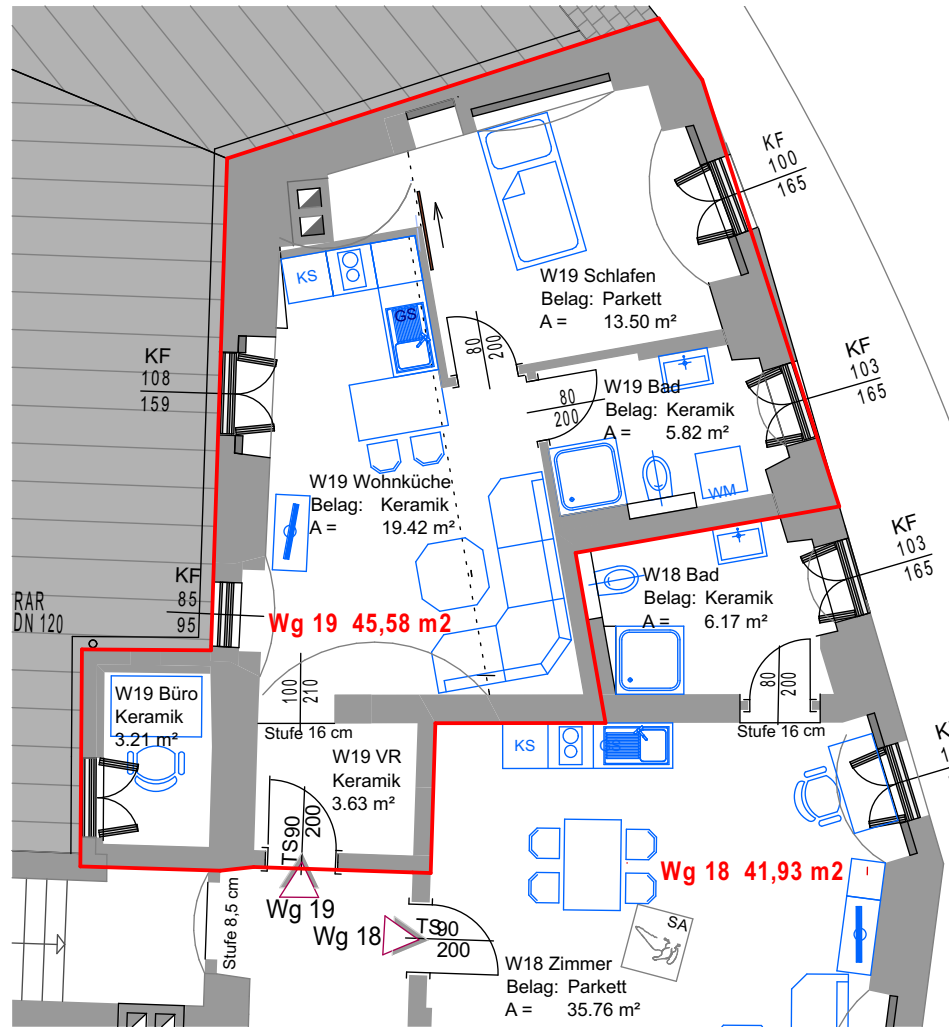 KF
100
165
KS
GS
W19 Schlafen
Belag: Parkett
A = 13.50 m²
80
200
KF
108
159
KF
103
165
W19 Bad
Belag: Keramik
A = 5.82 m²
80
200
WM
W19 Wohnküche
Belag: Keramik
A = 19.42 m²
KF
103
165
KF
85
95
RAR
DN 120
Wg 19 45,58 m2
W18 Bad
Belag: Keramik
A = 6.17 m²
80
200
Stufe 16 cm
100
210
Stufe 16 cm
W19 Büro
Keramik
3.21 m²
W19 VR
Keramik
3.63 m²
KS
GS
TS90
200
Wg 19
Wg 18 41,93 m2
Stufe 8,5 cm
Wg 18
TS
90
200
SA
W18 Zimmer
Belag: Parkett
A = 35.76 m²